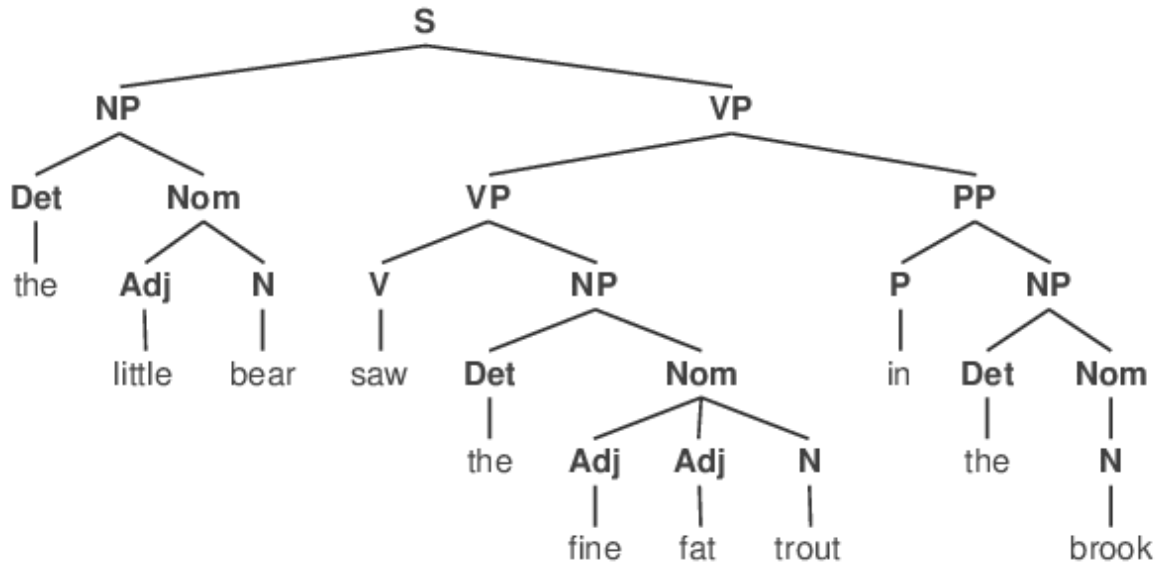 S
NP VP
Det Nom VP PP
the Adj N V NP P NP
little bear saw Det Nom in Det Nom
the Adj Adj N the N
fine fat trout brook